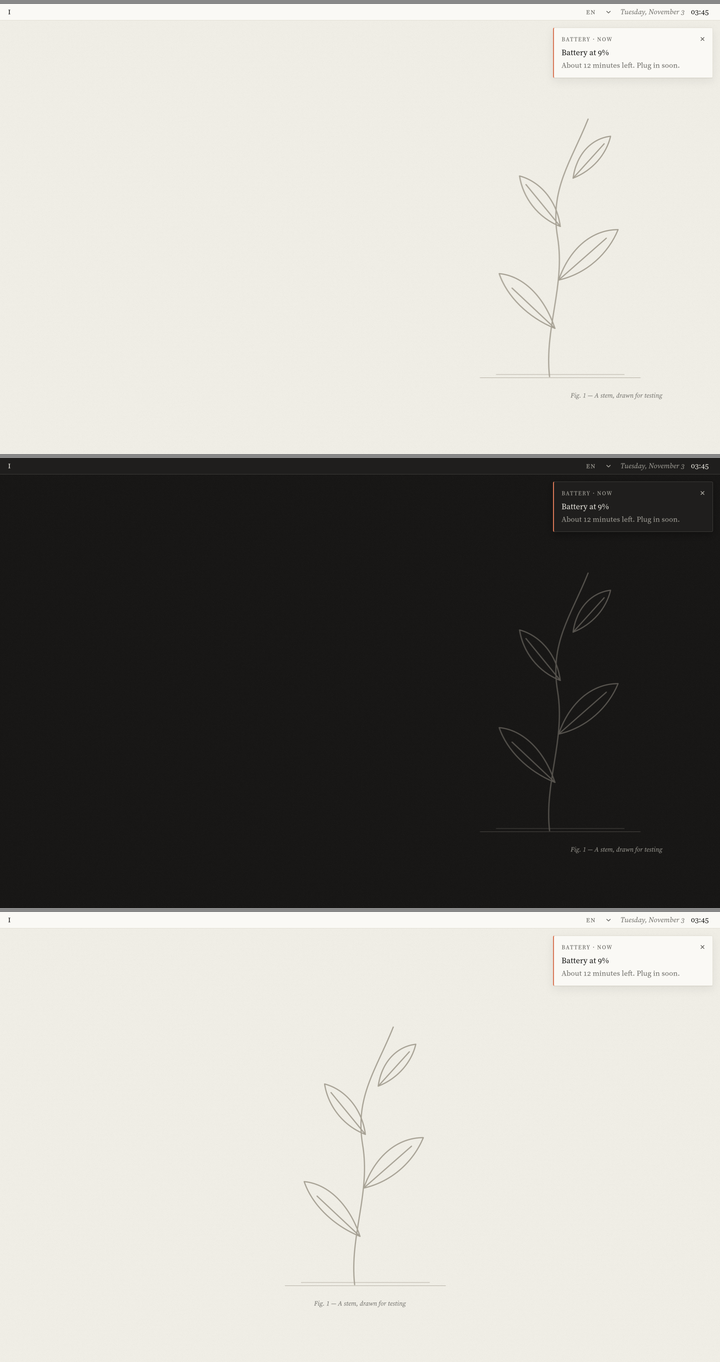 I
EN
Tuesday, November 3 03:45
BATTERY · NOW
Battery at 9%
About 12 minutes left. Plug in soon.
Fig. 1 — A stem, drawn for testing
I
EN
Tuesday, November 3 03:45
BATTERY · NOW
Battery at 9%
About 12 minutes left. Plug in soon.
Fig. 1 — A stem, drawn for testing
I
EN
Tuesday, November 3 03:45
BATTERY · NOW
Battery at 9%
About 12 minutes left. Plug in soon.
Fig. 1 — A stem, drawn for testing